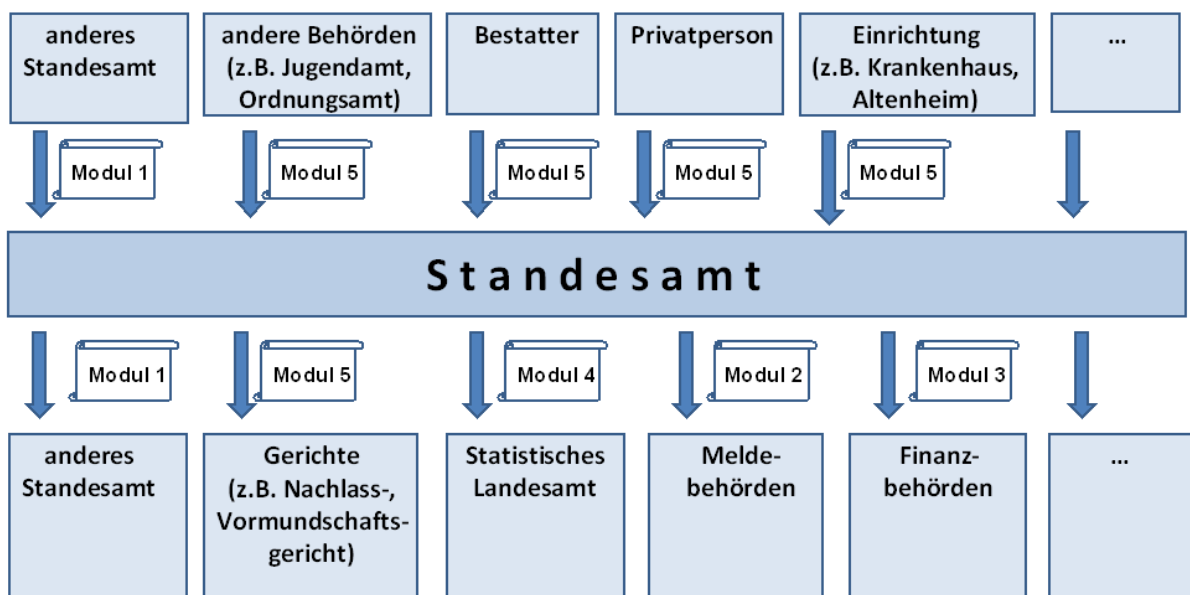 anderes
Standesamt
andere Behörden
(z.B. Jugendamt,
Ordnungsamt)
Bestatter
Privatperson
Einrichtung
(z.B. Krankenhaus,
Altenheim)
...
Modul 1
Modul 5
Modul 5
Modul 5
Modul 5
Standesamt
Modul 1
Modul 5
Modul 4
Modul 2
Modul 3
anderes
Standesamt
Gerichte
(z.B. Nachlass-,
Vormundschafts-
gericht)
Statistisches
Landesamt
Melde-
behörden
Finanz-
behörden
...